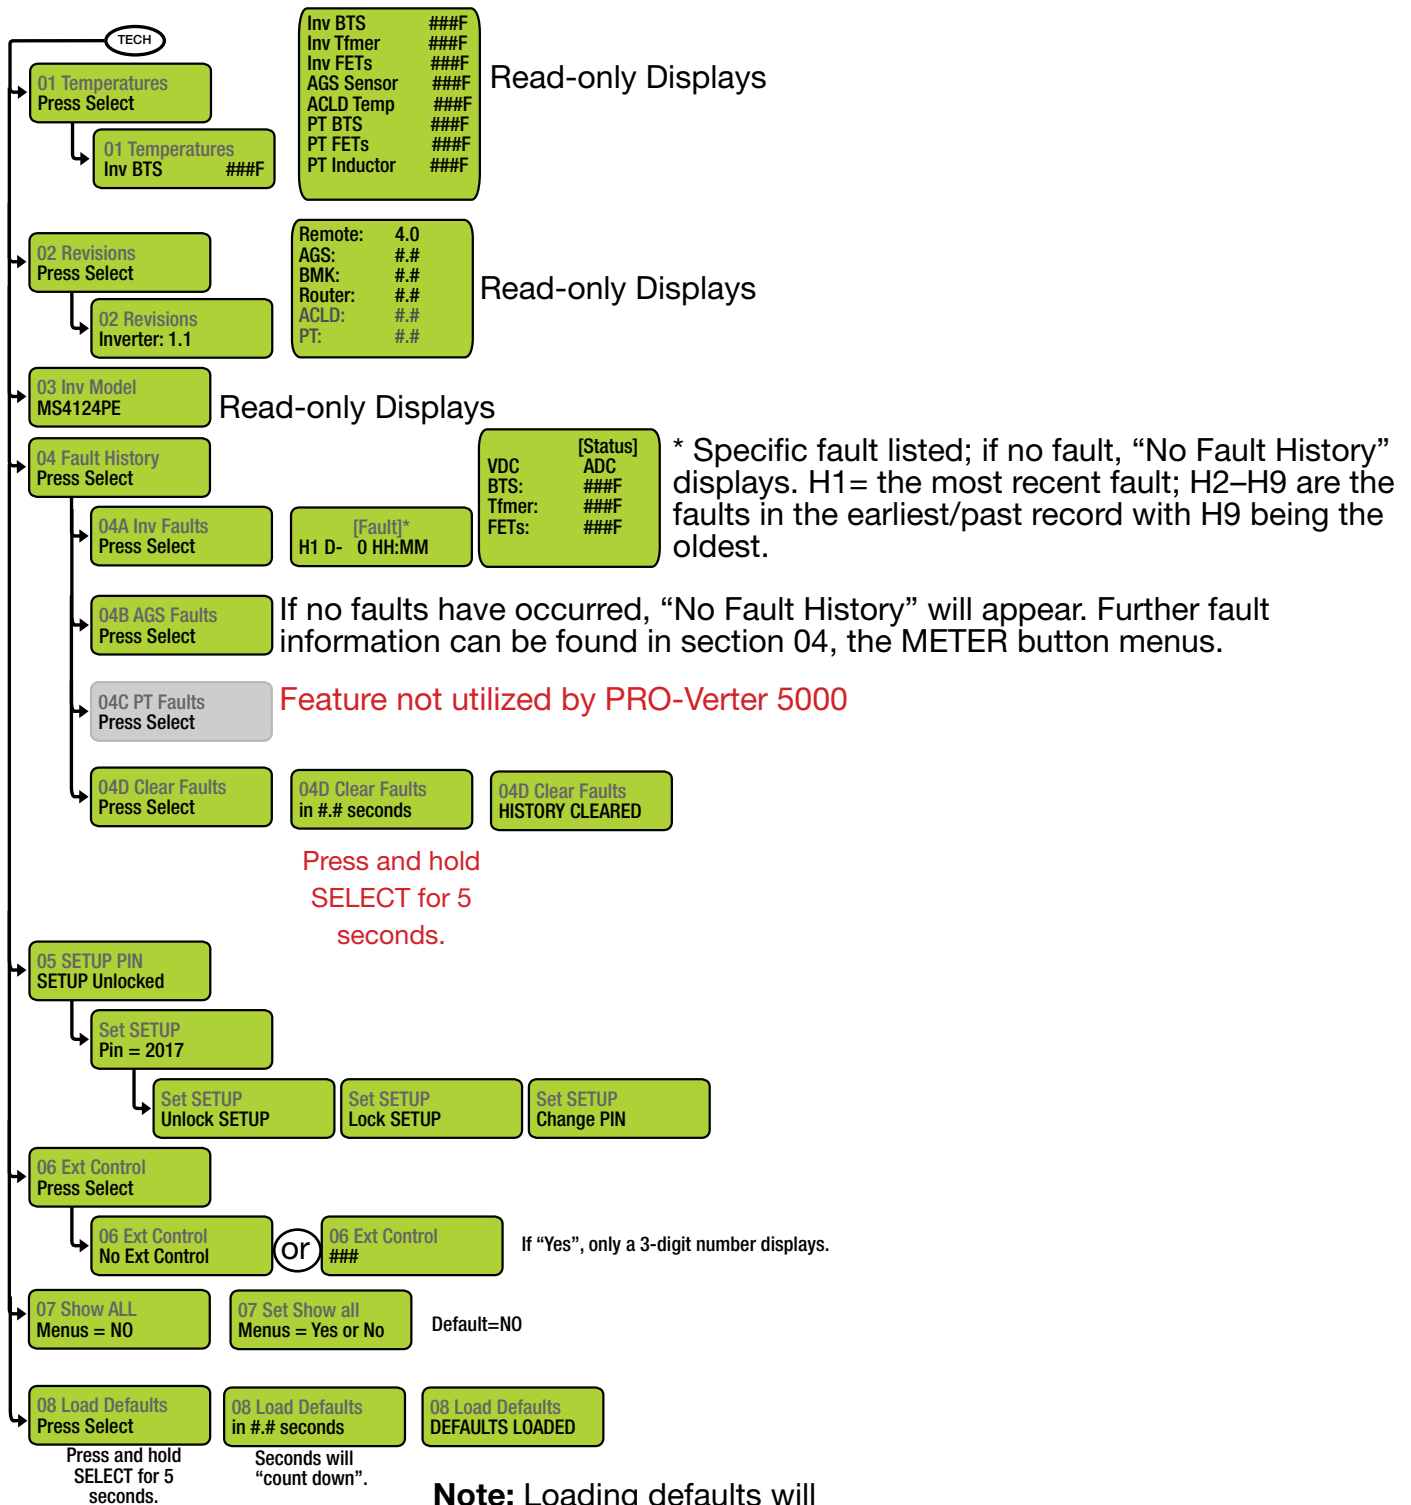 TECH
01 Temperatures
Press Select
01 Temperatures
Inv BTS ###F
Inv BTS ###F
Inv Tfmer ###F
Inv FETs ###F
AGS Sensor ###F
ACLD Temp ###F
PT BTS ###F
PT FETs ###F
PT Inductor ###F
Read-only Displays
02 Revisions
Press Select
02 Revisions
Inverter: 1.1
Remote: 4.0
AGS: #.#
BMK: #.#
Router: #.#
ACLD: #.#
PT: #.#
Read-only Displays
03 Inv Model
MS4124PE
Read-only Displays
04 Fault History
Press Select
04A Inv Faults
Press Select
[Fault]*
H1 D- 0 HH:MM
[Status]
VDC ADC
BTS: ###F
Tfmer: ###F
FETs: ###F
* Specific fault listed; if no fault, “No Fault History”
displays. H1= the most recent fault; H2–H9 are the
faults in the earliest/past record with H9 being the
oldest.
04B AGS Faults
Press Select
If no faults have occurred, “No Fault History” will appear. Further fault
information can be found in section 04, the METER button menus.
04C PT Faults
Press Select
Feature not utilized by PRO-Verter 5000
04D Clear Faults
Press Select
04D Clear Faults
in #.# seconds
04D Clear Faults
HISTORY CLEARED
Press and hold
SELECT for 5
seconds.
05 SETUP PIN
SETUP Unlocked
Set SETUP
Pin = 2017
Set SETUP
Unlock SETUP
Set SETUP
Lock SETUP
Set SETUP
Change PIN
06 Ext Control
Press Select
06 Ext Control
No Ext Control
or
06 Ext Control
###
If “Yes”, only a 3-digit number displays.
07 Show ALL
Menus = NO
07 Set Show all
Menus = Yes or No
Default=NO
08 Load Defaults
Press Select
08 Load Defaults
in #.# seconds
08 Load Defaults
DEFAULTS LOADED
Press and hold
SELECT for 5
seconds.
Seconds will
“count down”.
Note: Loading defaults will